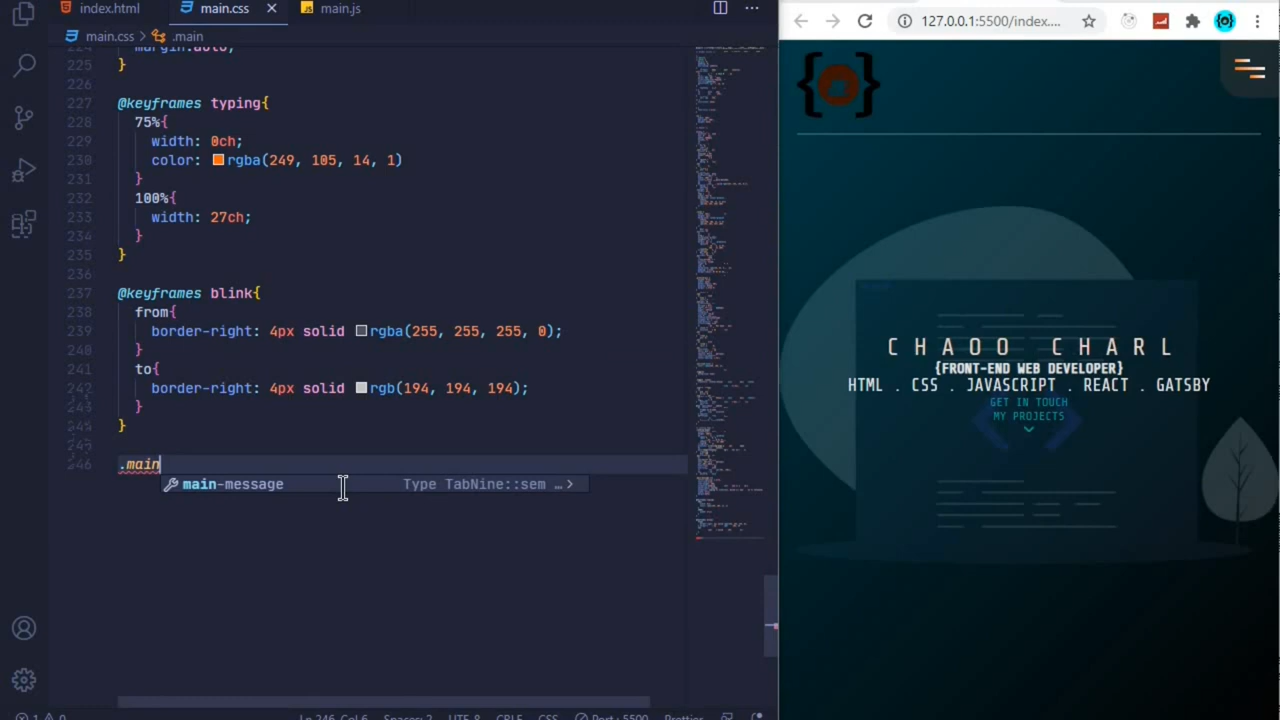 index.html
main.css
main.js
127.0.0.1:5500/index....
main.css > .main
225 }
226
227 @keyframes typing{
228 75%{
229 width: 0ch;
230 color: rgba(249, 105, 14, 1)
231 }
232 100%{
233 width: 27ch;
234 }
235 }
236
237 @keyframes blink{
238 from{
239 border-right: 4px solid rgba(255, 255, 255, 0);
240 }
241 to{
242 border-right: 4px solid rgb(194, 194, 194);
243 }
244 }
245
246 .main
main-message Type TabNine::sem …
CHAOO CHARL
{FRONT-END WEB DEVELOPER}
HTML . CSS . JAVASCRIPT . REACT . GATSBY
GET IN TOUCH
MY PROJECTS